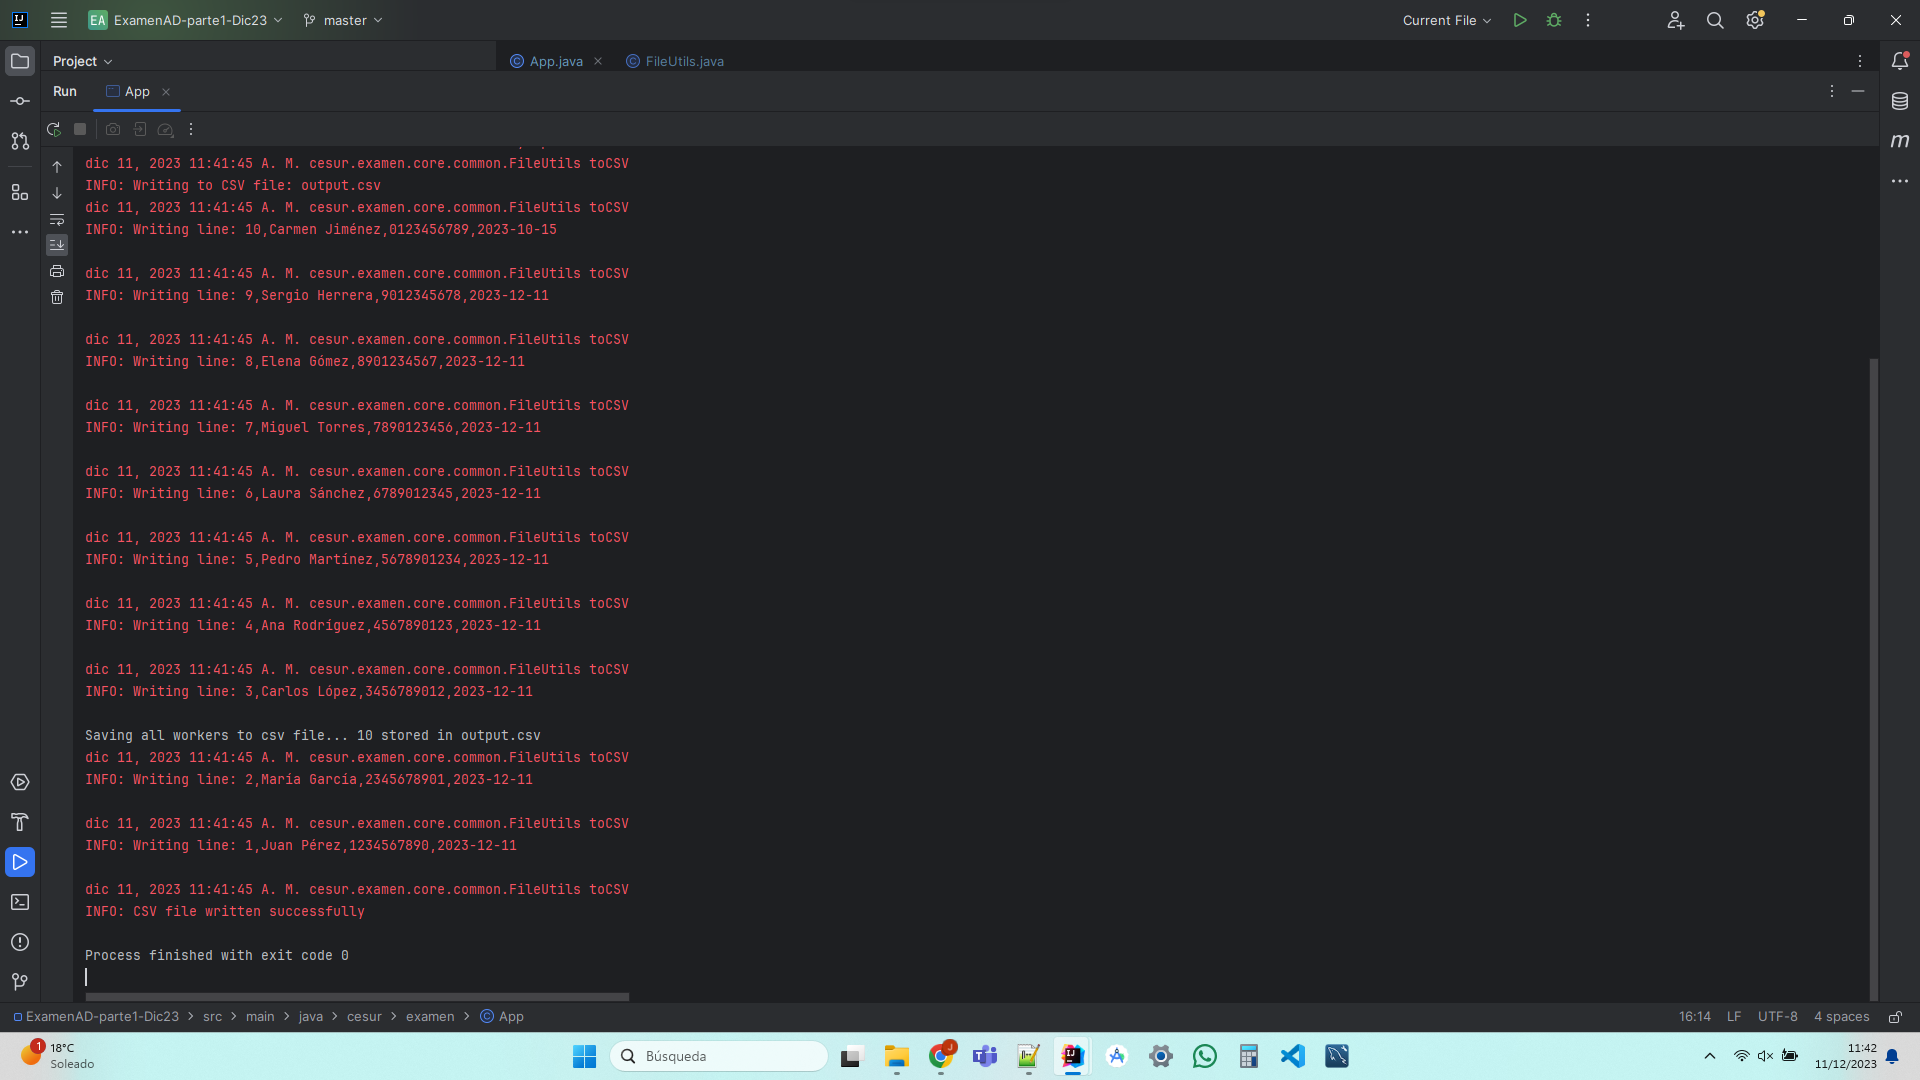 EA ExamenAD-parte1-Dic23 master Current File
Project App.java FileUtils.java
Run App
dic 11, 2023 11:41:45 A. M. cesur.examen.core.common.FileUtils toCSV
INFO: Writing to CSV file: output.csv
dic 11, 2023 11:41:45 A. M. cesur.examen.core.common.FileUtils toCSV
INFO: Writing line: 10,Carmen Jiménez,0123456789,2023-10-15
dic 11, 2023 11:41:45 A. M. cesur.examen.core.common.FileUtils toCSV
INFO: Writing line: 9,Sergio Herrera,9012345678,2023-12-11
dic 11, 2023 11:41:45 A. M. cesur.examen.core.common.FileUtils toCSV
INFO: Writing line: 8,Elena Gómez,8901234567,2023-12-11
dic 11, 2023 11:41:45 A. M. cesur.examen.core.common.FileUtils toCSV
INFO: Writing line: 7,Miguel Torres,7890123456,2023-12-11
dic 11, 2023 11:41:45 A. M. cesur.examen.core.common.FileUtils toCSV
INFO: Writing line: 6,Laura Sánchez,6789012345,2023-12-11
dic 11, 2023 11:41:45 A. M. cesur.examen.core.common.FileUtils toCSV
INFO: Writing line: 5,Pedro Martínez,5678901234,2023-12-11
dic 11, 2023 11:41:45 A. M. cesur.examen.core.common.FileUtils toCSV
INFO: Writing line: 4,Ana Rodríguez,4567890123,2023-12-11
dic 11, 2023 11:41:45 A. M. cesur.examen.core.common.FileUtils toCSV
INFO: Writing line: 3,Carlos López,3456789012,2023-12-11
Saving all workers to csv file... 10 stored in output.csv
dic 11, 2023 11:41:45 A. M. cesur.examen.core.common.FileUtils toCSV
INFO: Writing line: 2,María García,2345678901,2023-12-11
dic 11, 2023 11:41:45 A. M. cesur.examen.core.common.FileUtils toCSV
INFO: Writing line: 1,Juan Pérez,1234567890,2023-12-11
dic 11, 2023 11:41:45 A. M. cesur.examen.core.common.FileUtils toCSV
INFO: CSV file written successfully
Process finished with exit code 0
ExamenAD-parte1-Dic23 > src > main > java > cesur > examen > App 16:14 LF UTF-8 4 spaces
1 18°C
Soleado
Búsqueda
11:42
11/12/2023